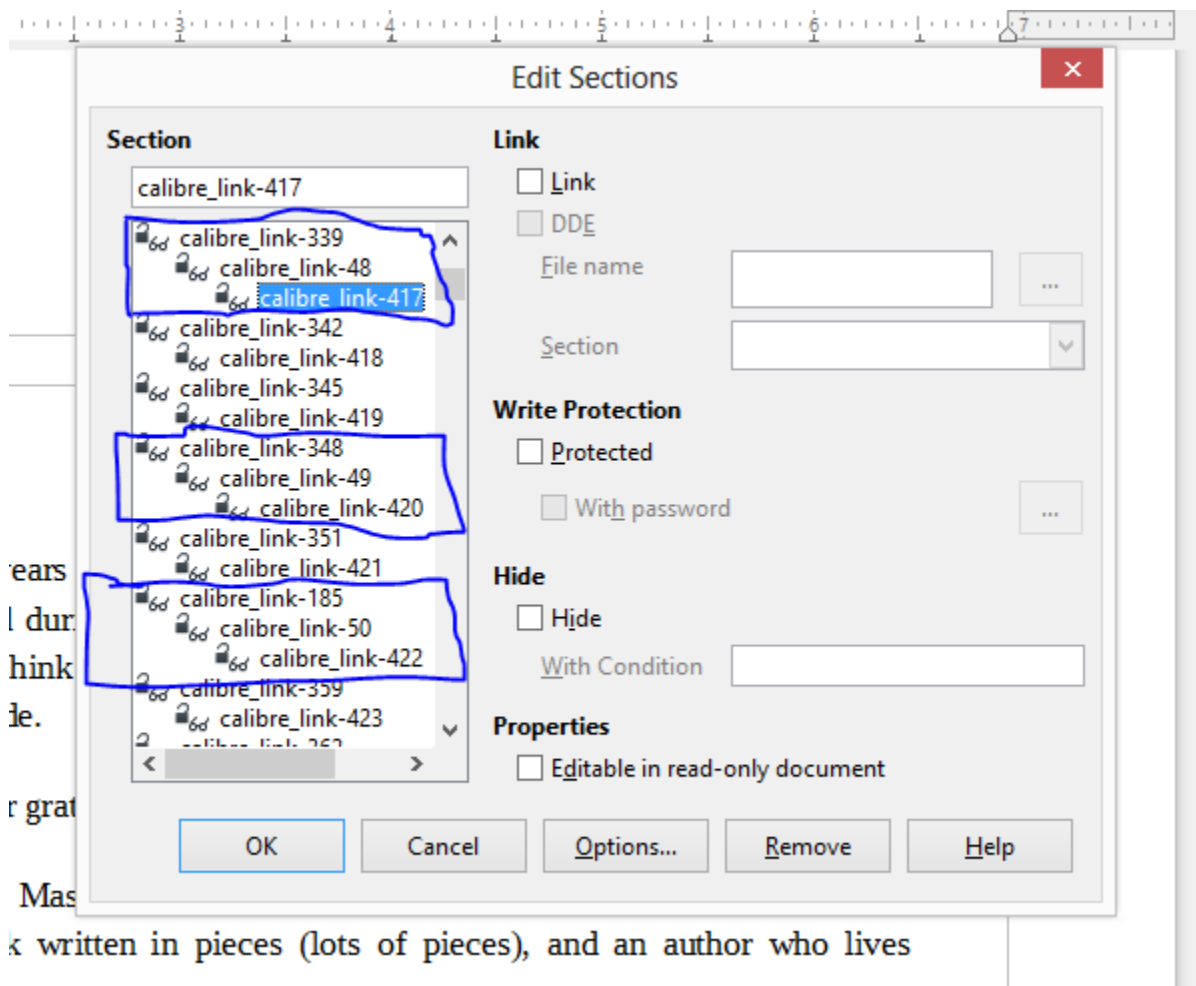 3 4 5 6 7
Edit Sections
Section
calibre_link-417
calibre_link-339
calibre_link-48
calibre_link-417
calibre_link-342
calibre_link-418
calibre_link-345
calibre_link-419
calibre_link-348
calibre_link-49
calibre_link-420
calibre_link-351
calibre_link-421
calibre_link-185
calibre_link-50
calibre_link-422
calibre_link-359
calibre_link-423
Link
Link
DDE
File name
...
Section
Write Protection
Protected
With password
...
Hide
Hide
With Condition
Properties
Editable in read-only document
OK Cancel Options... Remove Help
ears
l dur
hink
de.
r grat
Mas
k written in pieces (lots of pieces), and an author who lives